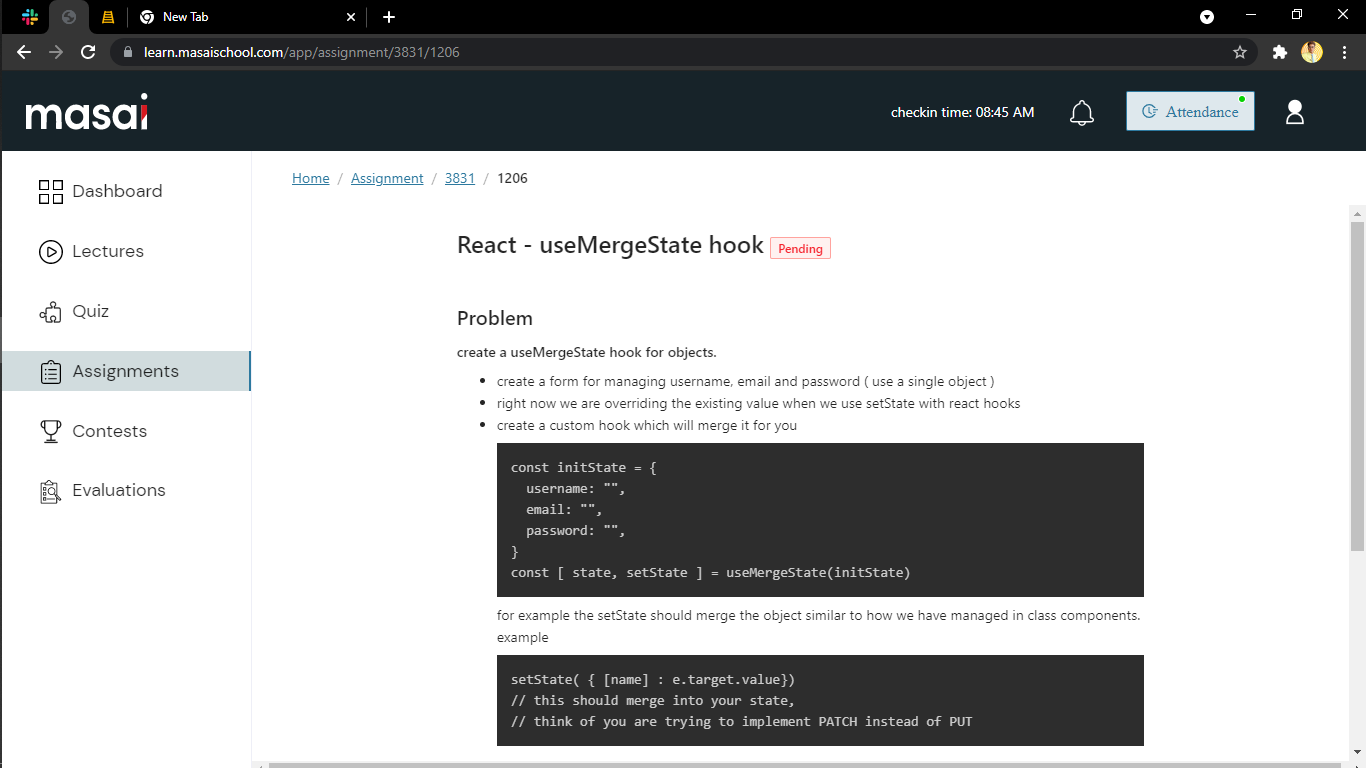 New Tab
learn.masaischool.com/app/assignment/3831/1206
masai
checkin time: 08:45 AM
Attendance
Dashboard
Lectures
Quiz
Assignments
Contests
Evaluations
Home / Assignment / 3831 / 1206
React - useMergeState hook Pending
Problem
create a useMergeState hook for objects.
• create a form for managing username, email and password ( use a single object )
• right now we are overriding the existing value when we use setState with react hooks
• create a custom hook which will merge it for you
const initState = {
  username: "",
  email: "",
  password: "",
}
const [ state, setState ] = useMergeState(initState)
for example the setState should merge the object similar to how we have managed in class components.
example
setState( { [name] : e.target.value})
// this should merge into your state,
// think of you are trying to implement PATCH instead of PUT